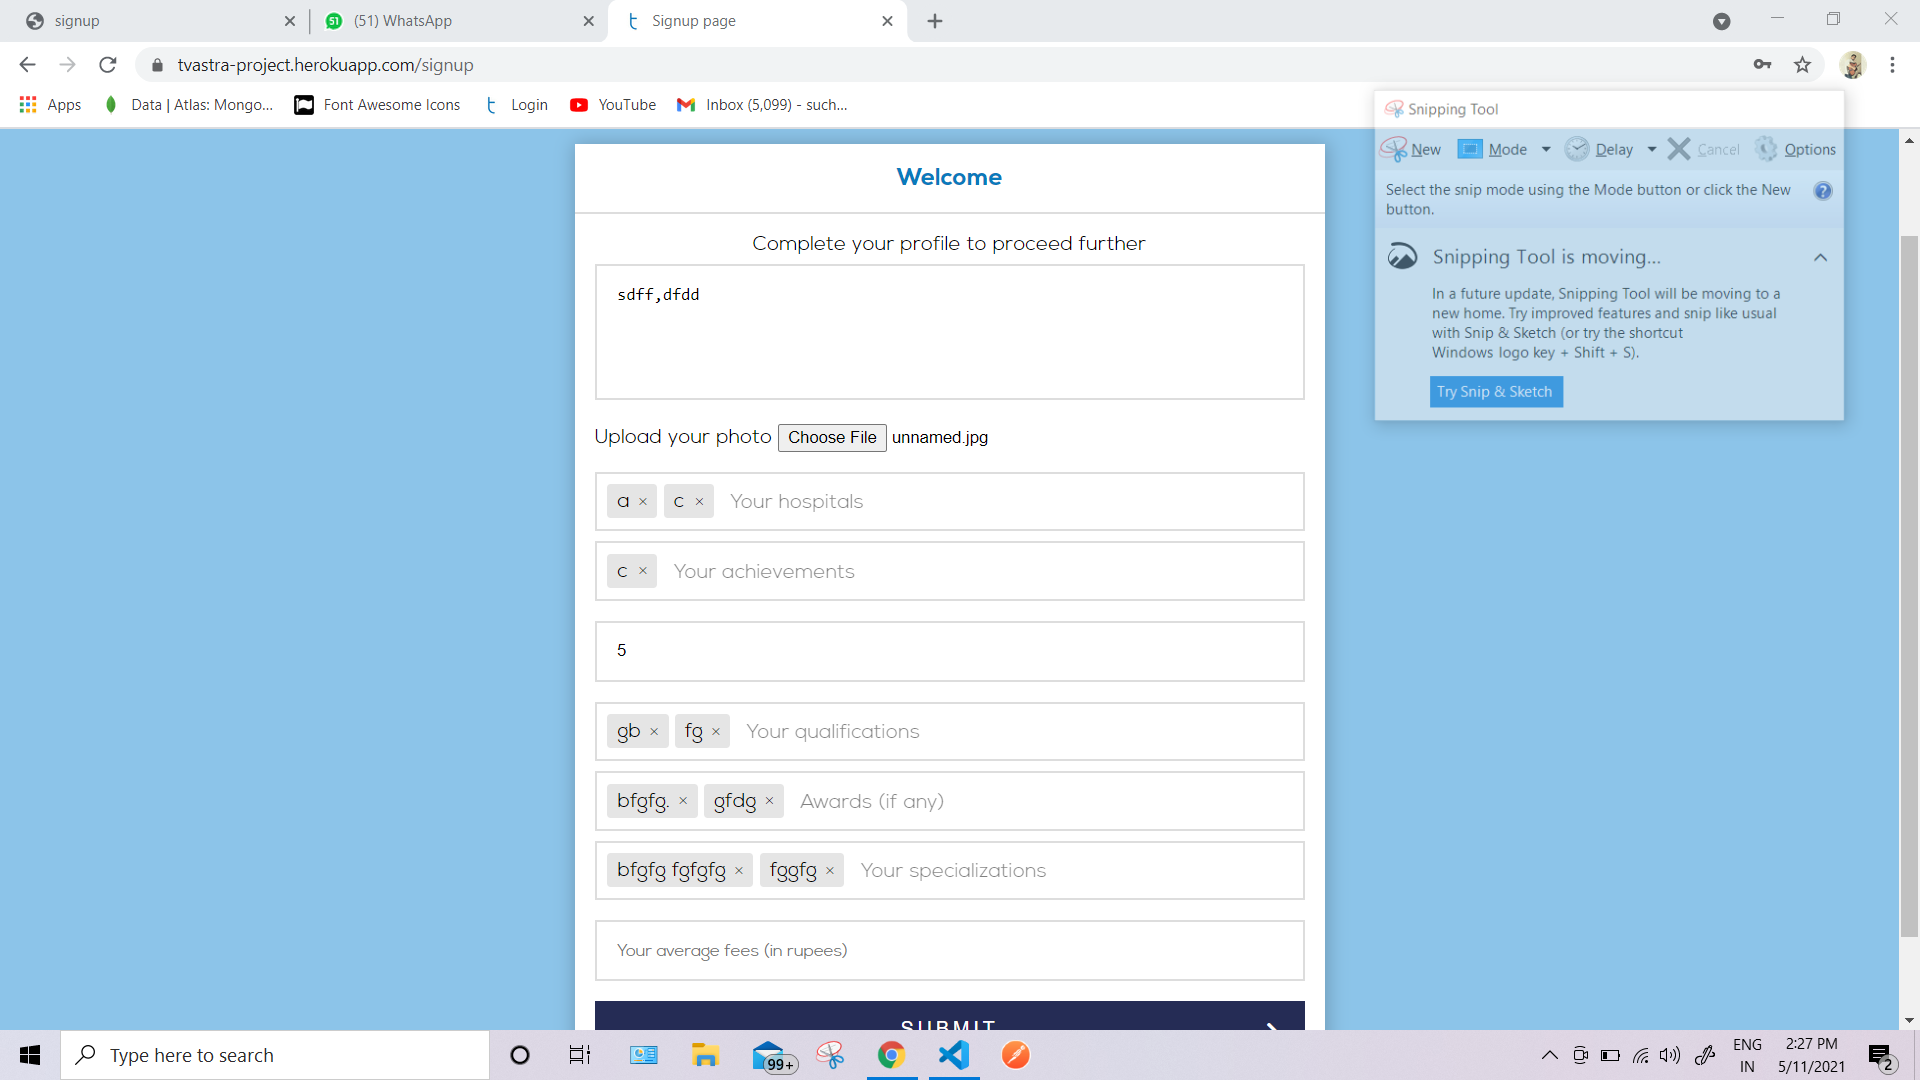 signup
(51) WhatsApp
Signup page
tvastra-project.herokuapp.com/signup
Apps
Data | Atlas: Mongo...
Font Awesome Icons
Login
YouTube
Inbox (5,099) - such...
Snipping Tool
New
Mode
Delay
Cancel
Options
Select the snip mode using the Mode button or click the New
button.
Snipping Tool is moving...
In a future update, Snipping Tool will be moving to a
new home. Try improved features and snip like usual
with Snip & Sketch (or try the shortcut
Windows logo key + Shift + S).
Try Snip & Sketch
Welcome
Complete your profile to proceed further
sdff,dfdd
Upload your photo Choose File unnamed.jpg
a × c × Your hospitals
c × Your achievements
5
gb × fg × Your qualifications
bfgfg. × gfdg × Awards (if any)
bfgfg fgfgfg × fggfg × Your specializations
Your average fees (in rupees)
SUBMIT
Type here to search
99+
ENG
IN
2:27 PM
5/11/2021
2